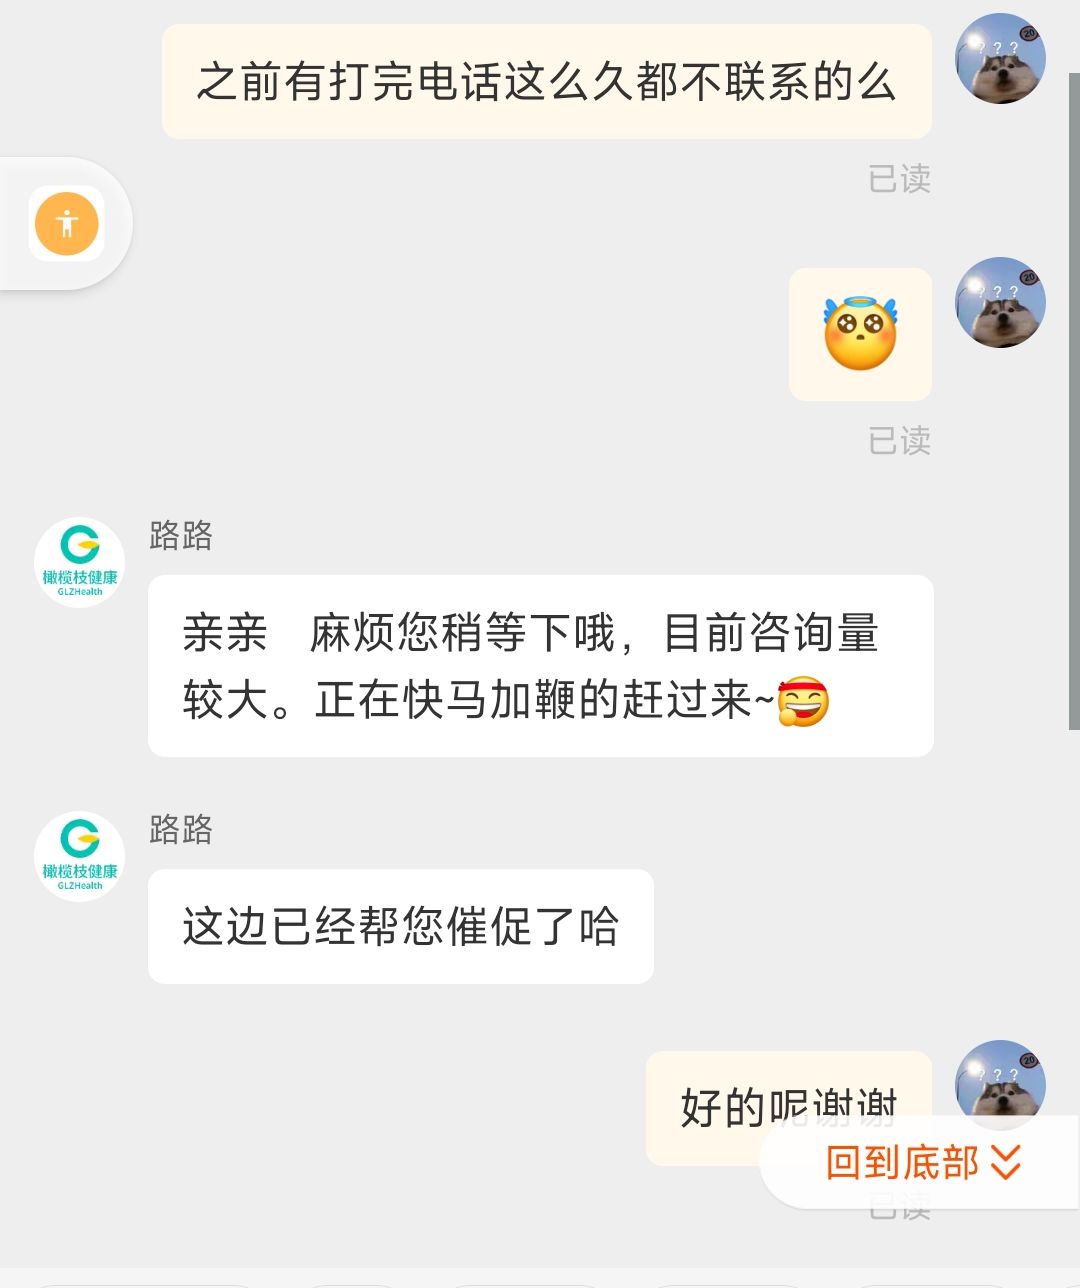 之前有打完电话这么久都不联系的么
已读
已读
路路
橄榄枝健康
GLZHealth
亲亲 麻烦您稍等下哦，目前咨询量
较大。正在快马加鞭的赶过来~
路路
橄榄枝健康
GLZHealth
这边已经帮您催促了哈
好的呢谢谢
回到底部
已读